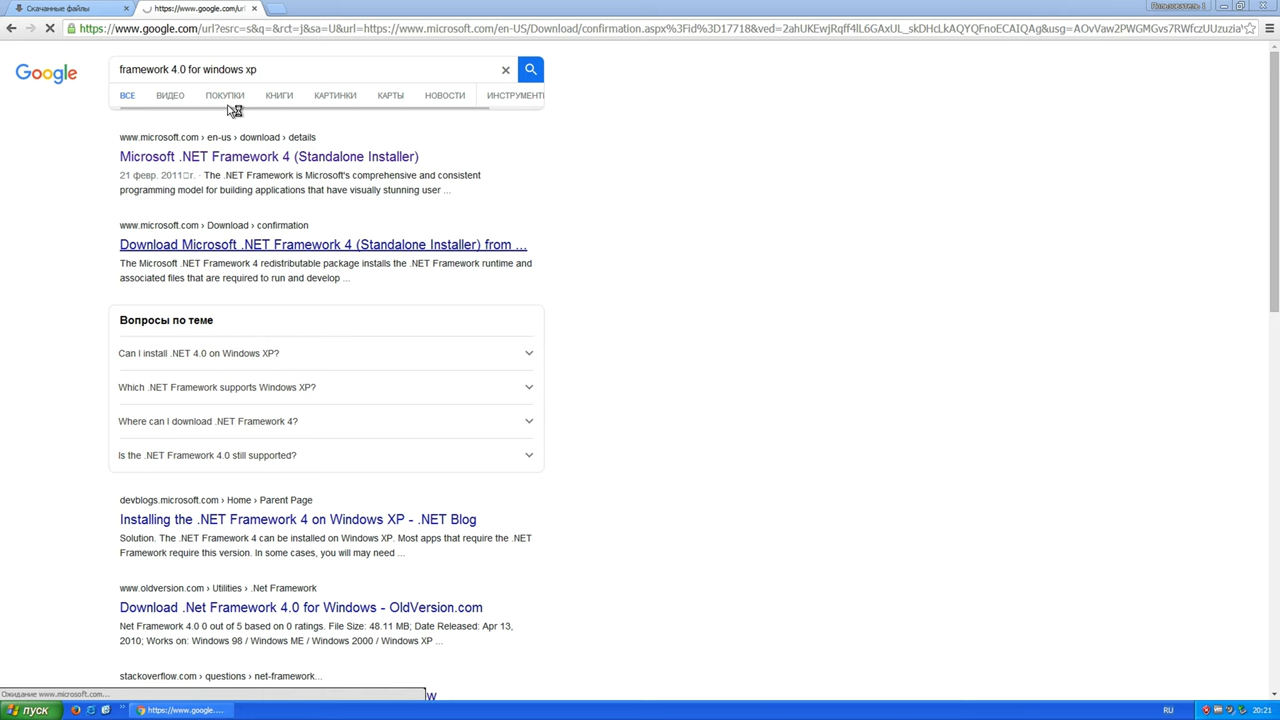 Скачанные файлы
https://www.google.com/url
Пользователь 8
https://www.google.com/url?esrc=s&q=&rct=j&sa=U&url=https://www.microsoft.com/en-US/Download/confirmation.aspx%3Fid%3D17718&ved=2ahUKEwjRqff4lL6GAxUL_skDHcLkAQYQFnoECAIQAg&usg=AOvVaw2PWGMGvs7RWfczUuzuzia
Google
framework 4.0 for windows xp
ВСЕ ВИДЕО ПОКУПКИ КНИГИ КАРТИНКИ КАРТЫ НОВОСТИ ИНСТРУМЕНТЫ
www.microsoft.com › en-us › download › details
Microsoft .NET Framework 4 (Standalone Installer)
21 февр. 2011 г. · The .NET Framework is Microsoft's comprehensive and consistent
programming model for building applications that have visually stunning user ...
www.microsoft.com › Download › confirmation
Download Microsoft .NET Framework 4 (Standalone Installer) from ...
The Microsoft .NET Framework 4 redistributable package installs the .NET Framework runtime and
associated files that are required to run and develop ...
Вопросы по теме
Can I install .NET 4.0 on Windows XP?
Which .NET Framework supports Windows XP?
Where can I download .NET Framework 4?
Is the .NET Framework 4.0 still supported?
devblogs.microsoft.com › Home › Parent Page
Installing the .NET Framework 4 on Windows XP - .NET Blog
Solution. The .NET Framework 4 can be installed on Windows XP. Most apps that require the .NET
Framework require this version. In some cases, you will may need ...
www.oldversion.com › Utilities › .Net Framework
Download .Net Framework 4.0 for Windows - OldVersion.com
Net Framework 4.0 0 out of 5 based on 0 ratings. File Size: 48.11 MB; Date Released: Apr 13,
2010; Works on: Windows 98 / Windows ME / Windows 2000 / Windows XP ...
stackoverflow.com › questions › net-framework...
Ожидание www.microsoft.com...
w
пуск
https://www.google....
RU
20:21